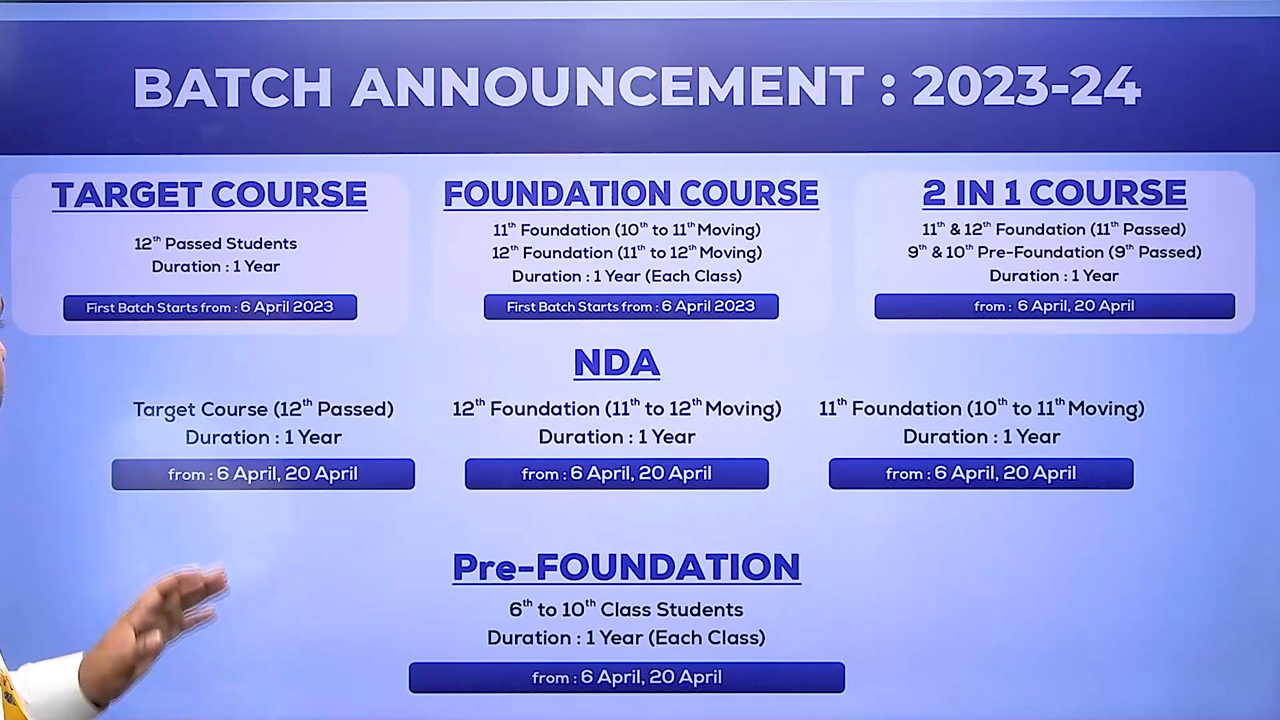 BATCH ANNOUNCEMENT : 2023-24
TARGET COURSE
12th Passed Students
Duration : 1 Year
First Batch Starts from : 6 April 2023
FOUNDATION COURSE
11th Foundation (10th to 11th Moving)
12th Foundation (11th to 12th Moving)
Duration : 1 Year (Each Class)
First Batch Starts from : 6 April 2023
2 IN 1 COURSE
11th & 12th Foundation (11th Passed)
9th & 10th Pre-Foundation (9th Passed)
Duration : 1 Year
from : 6 April, 20 April
NDA
Target Course (12th Passed)
Duration : 1 Year
from : 6 April, 20 April
12th Foundation (11th to 12th Moving)
Duration : 1 Year
from : 6 April, 20 April
11th Foundation (10th to 11th Moving)
Duration : 1 Year
from : 6 April, 20 April
Pre-FOUNDATION
6th to 10th Class Students
Duration : 1 Year (Each Class)
from : 6 April, 20 April